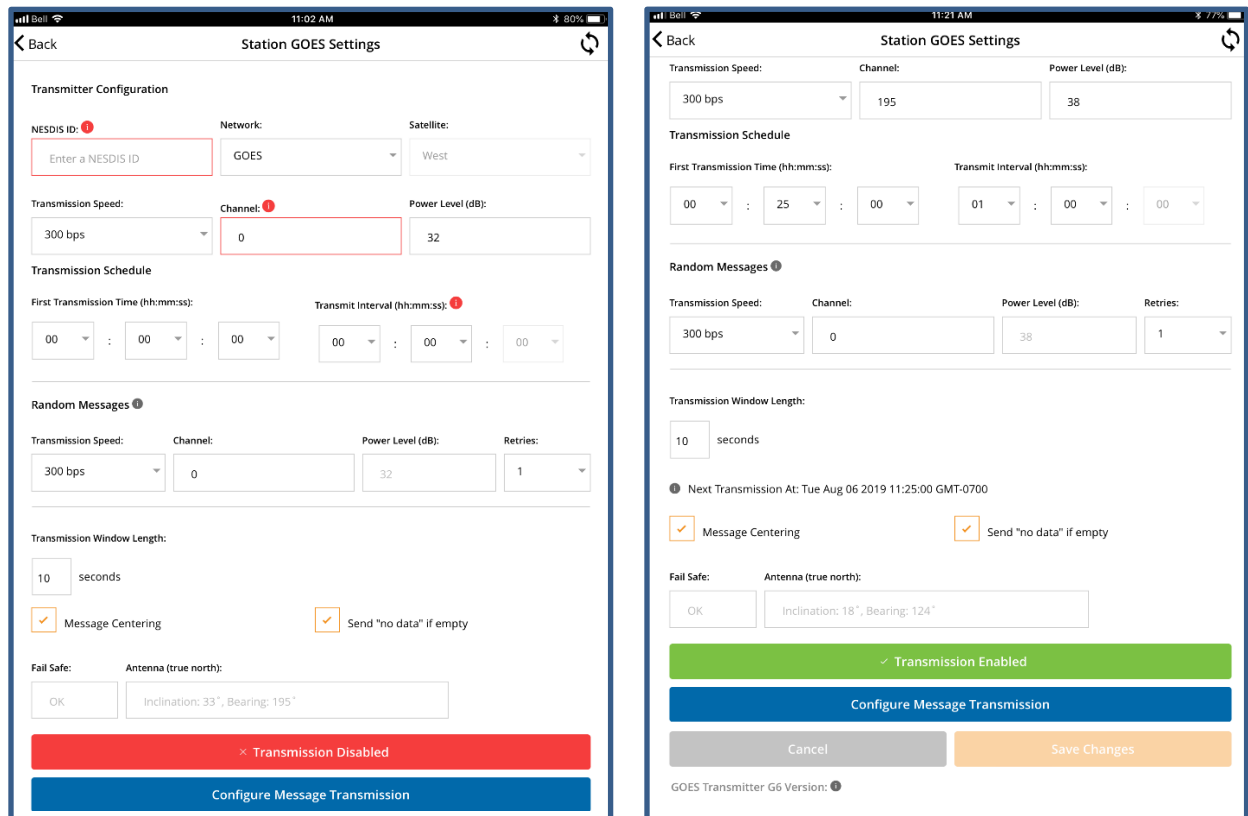 Bell 11:02 AM 80%
Back Station GOES Settings
Transmitter Configuration
NESDIS ID: Network: Satellite:
Enter a NESDIS ID GOES West
Transmission Speed: Channel: Power Level (dB):
300 bps 0 32
Transmission Schedule
First Transmission Time (hh:mm:ss): Transmit Interval (hh:mm:ss):
00 : 00 : 00 00 : 00 : 00
Random Messages
Transmission Speed: Channel: Power Level (dB): Retries:
300 bps 0 32 1
Transmission Window Length:
10 seconds
Message Centering Send "no data" if empty
Fail Safe: Antenna (true north):
OK Inclination: 33˚, Bearing: 195˚
Transmission Disabled
Configure Message Transmission
Bell 11:21 AM 77%
Back Station GOES Settings
Transmission Speed: Channel: Power Level (dB):
300 bps 195 38
Transmission Schedule
First Transmission Time (hh:mm:ss): Transmit Interval (hh:mm:ss):
00 : 25 : 00 01 : 00 : 00
Random Messages
Transmission Speed: Channel: Power Level (dB): Retries:
300 bps 0 38 1
Transmission Window Length:
10 seconds
Next Transmission At: Tue Aug 06 2019 11:25:00 GMT-0700
Message Centering Send "no data" if empty
Fail Safe: Antenna (true north):
OK Inclination: 18˚, Bearing: 124˚
Transmission Enabled
Configure Message Transmission
Cancel Save Changes
GOES Transmitter G6 Version: